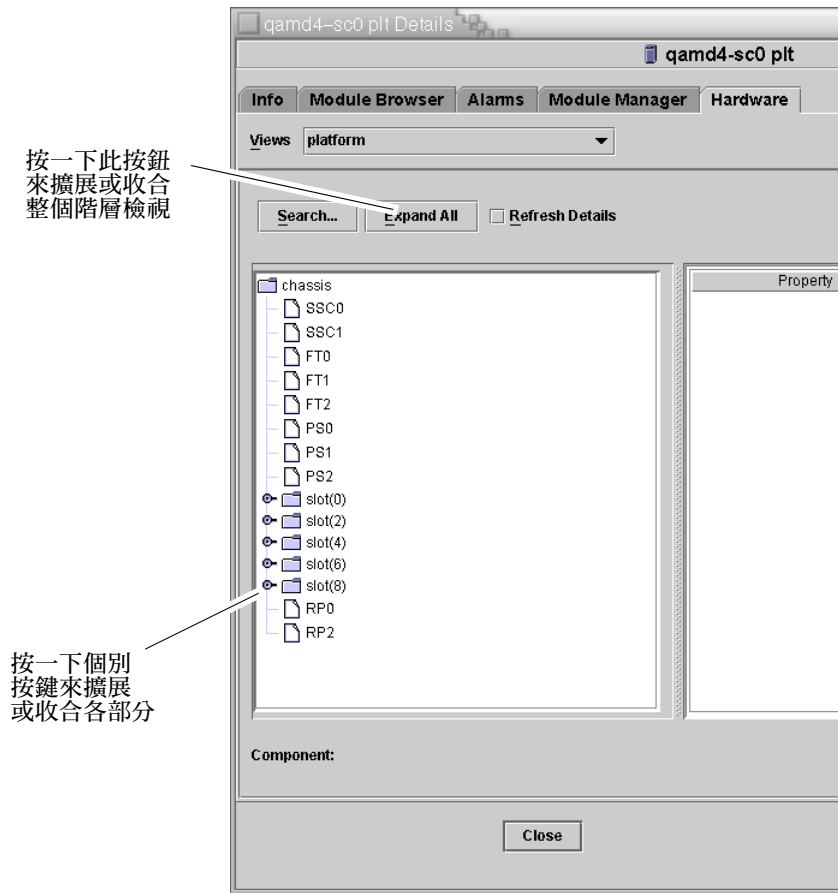 qamd4–sc0 plt Details
qamd4-sc0 plt
Info Module Browser Alarms Module Manager Hardware
Views platform
按一下此按鈕
來擴展或收合
整個階層檢視
Search... Expand All Refresh Details
chassis
SSC0
SSC1
FT0
FT1
FT2
PS0
PS1
PS2
slot(0)
slot(2)
slot(4)
slot(6)
slot(8)
RP0
RP2
Property
按一下個別
按鍵來擴展
或收合各部分
Component:
Close